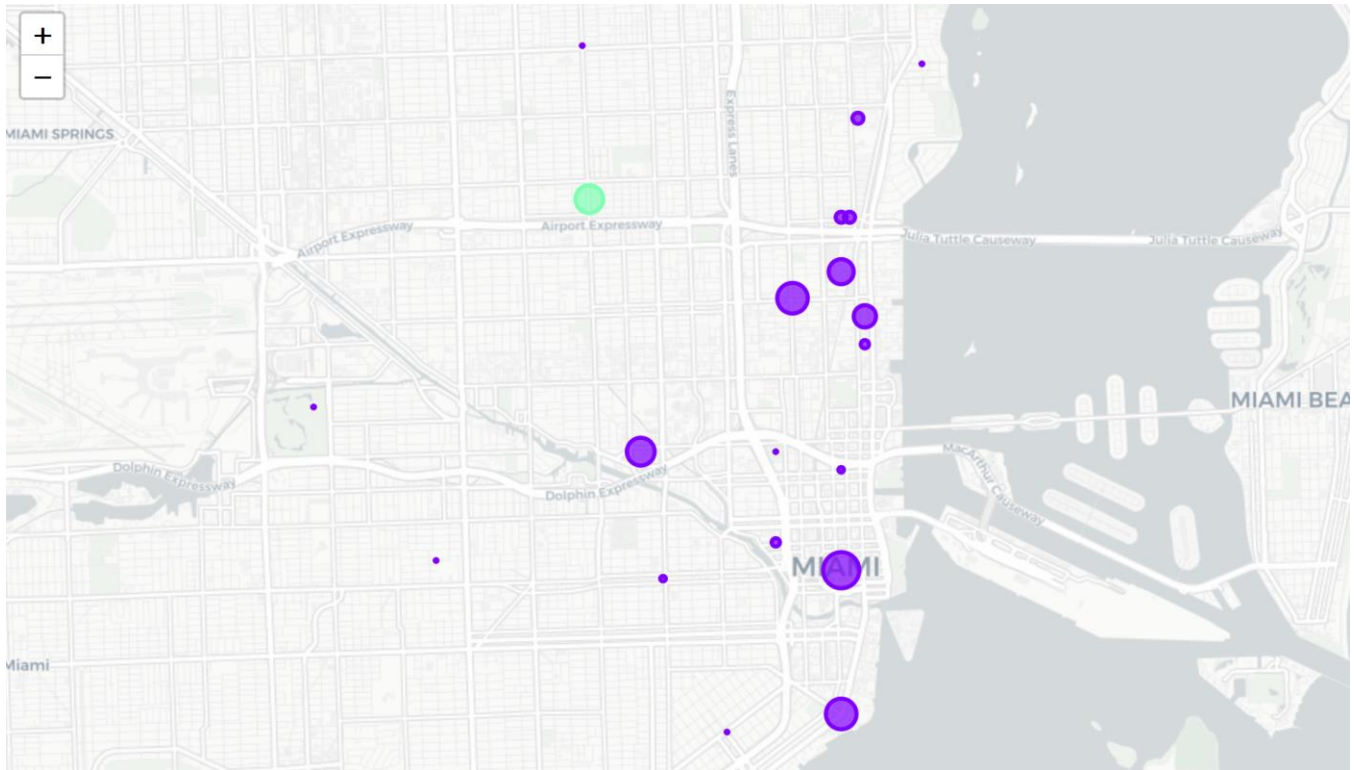 +
−
MIAMI SPRINGS
Express Lanes
Airport Expressway
Airport Expressway
Julia Tuttle Causeway
Julia Tuttle Causeway
MIAMI BEA
Dolphin Expressway
Dolphin Expressway
MacArthur Causeway
MIAMI
Miami